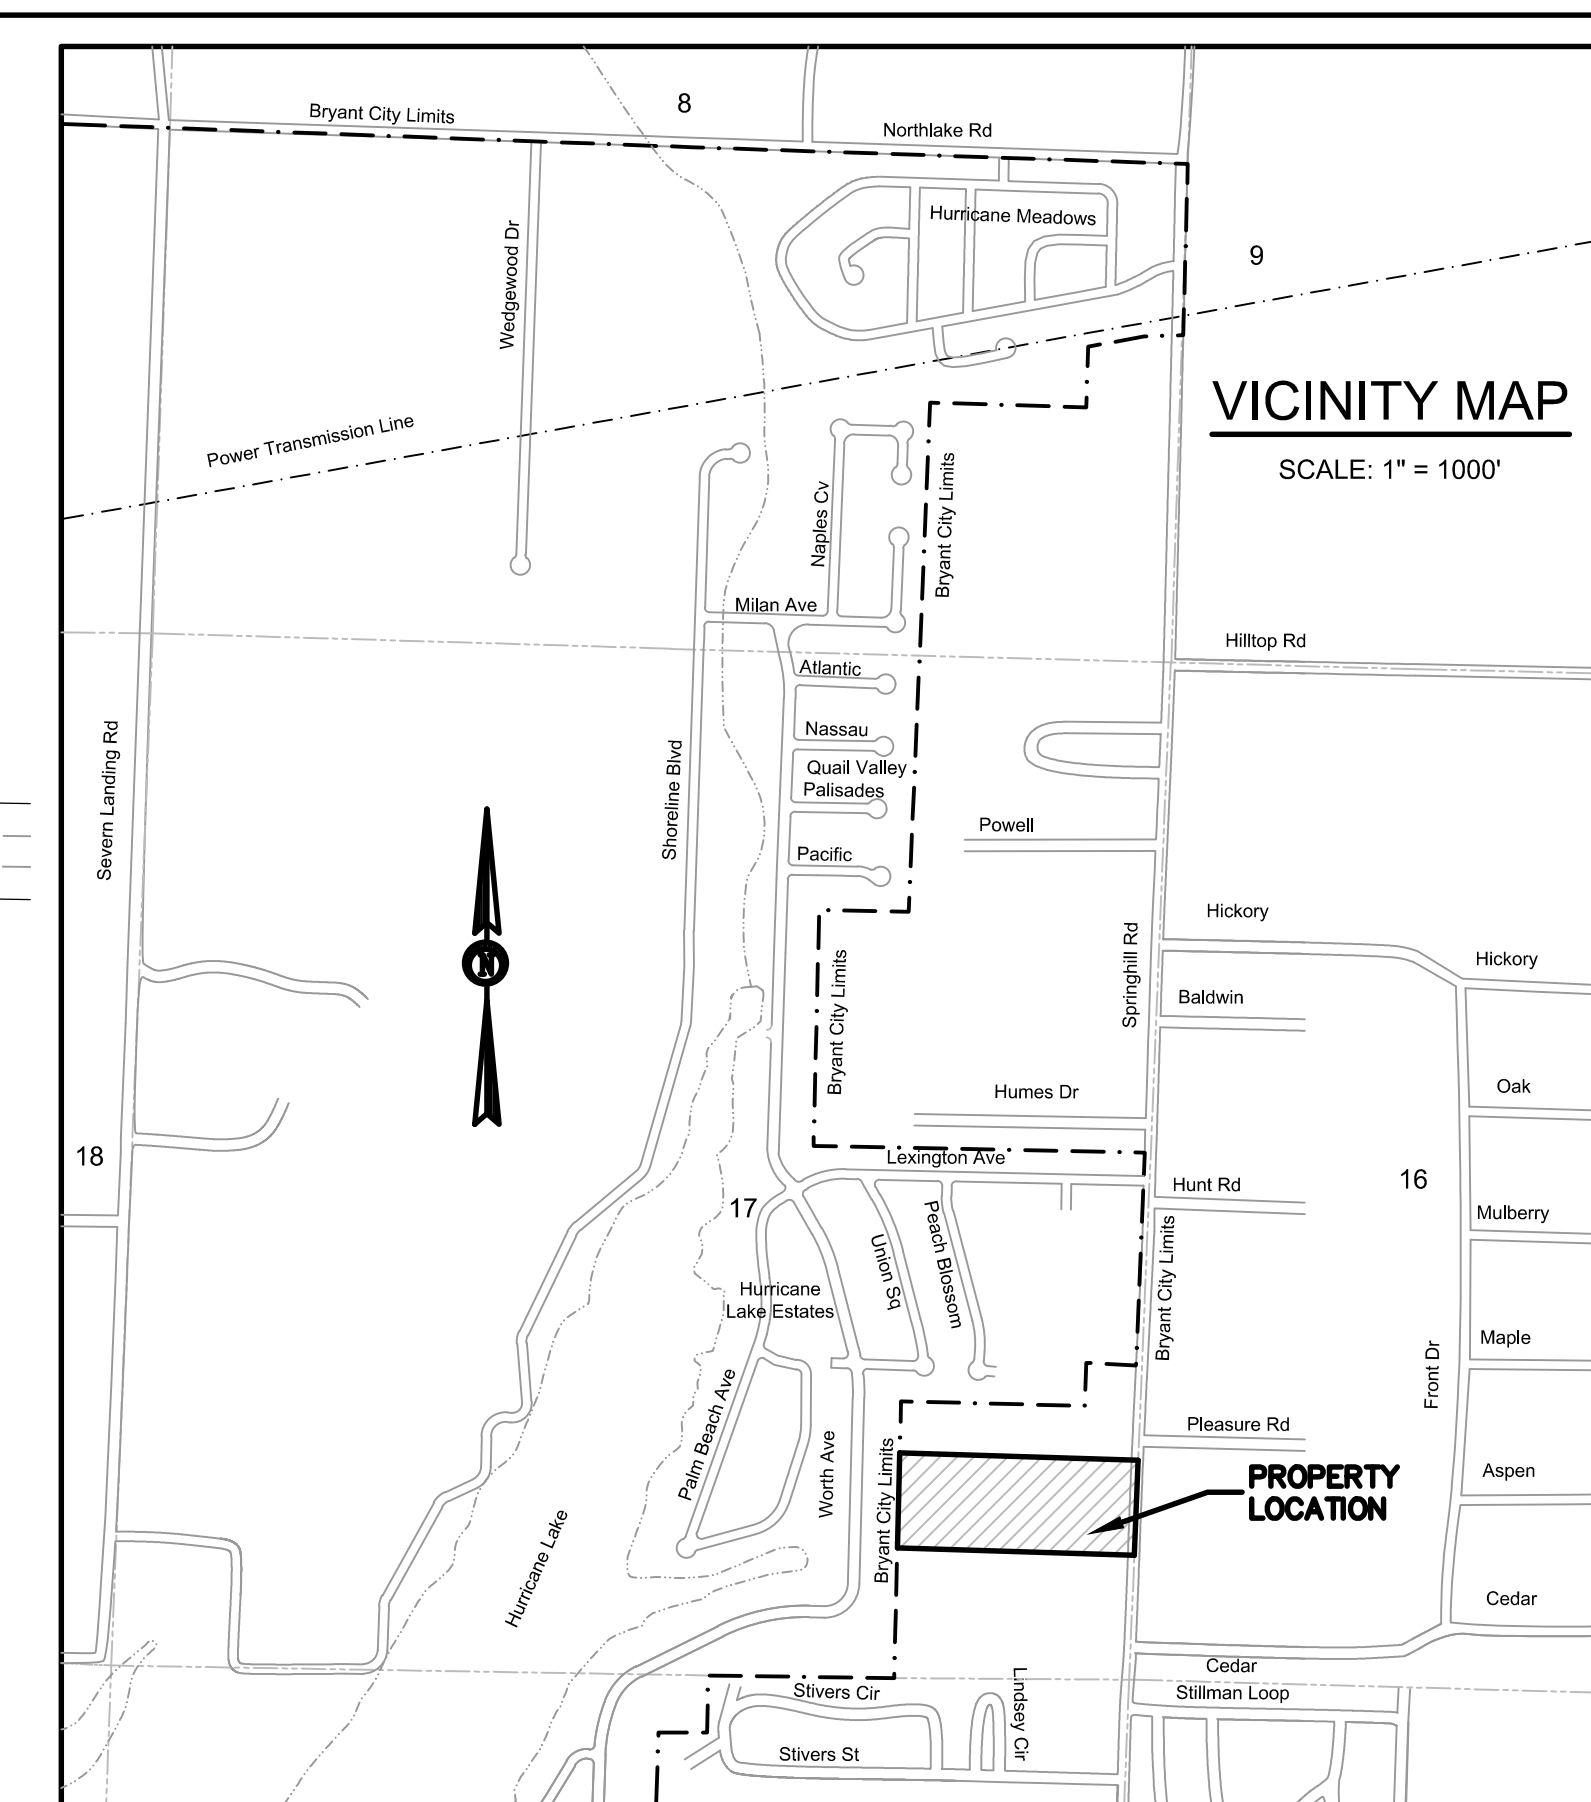 8
Bryant City Limits
Northlake Rd
Hurricane Meadows
Wedgewood Dr
9
VICINITY MAP
SCALE: 1" = 1000'
Power Transmission Line
Naples Cv
Bryant City Limits
Milan Ave
Hilltop Rd
Atlantic
Nassau
Quail Valley
Palisades
Severn Landing Rd
Shoreline Blvd
Powell
Pacific
Hickory
Hickory
Springhill Rd
N
Baldwin
Bryant City Limits
Oak
Humes Dr
18
Lexington Ave
16
Hunt Rd
17
Mulberry
Peach Blossom
Union Sq
Bryant City Limits
Hurricane
Lake Estates
Maple
Front Dr
Palm Beach Ave
Pleasure Rd
Worth Ave
Bryant City Limits
PROPERTY
LOCATION
Aspen
Hurricane Lake
Cedar
Cedar
Stivers Cir
Lindsey Cir
Stillman Loop
Stivers St